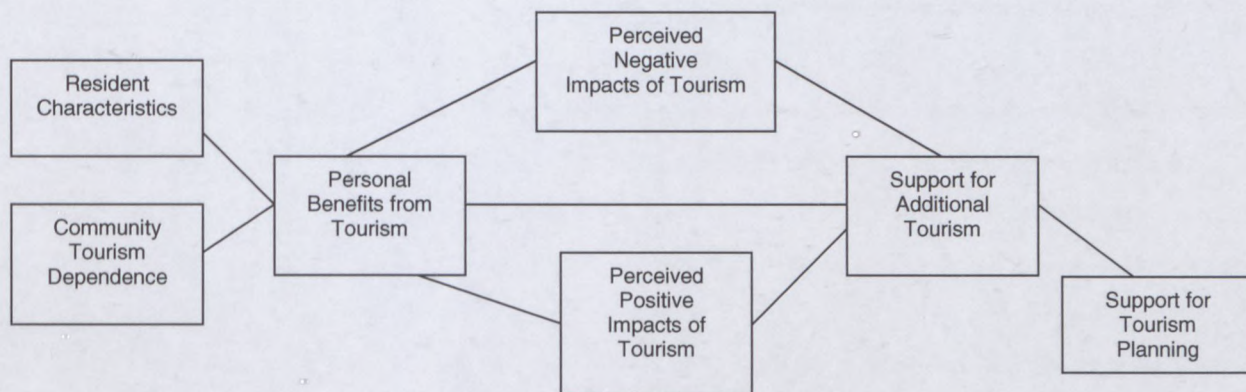 Resident
Characteristics
Community
Tourism
Dependence
Personal
Benefits from
Tourism
Perceived
Negative
Impacts of Tourism
Perceived
Positive
Impacts of
Tourism
Support for
Additional
Tourism
Support for
Tourism
Planning